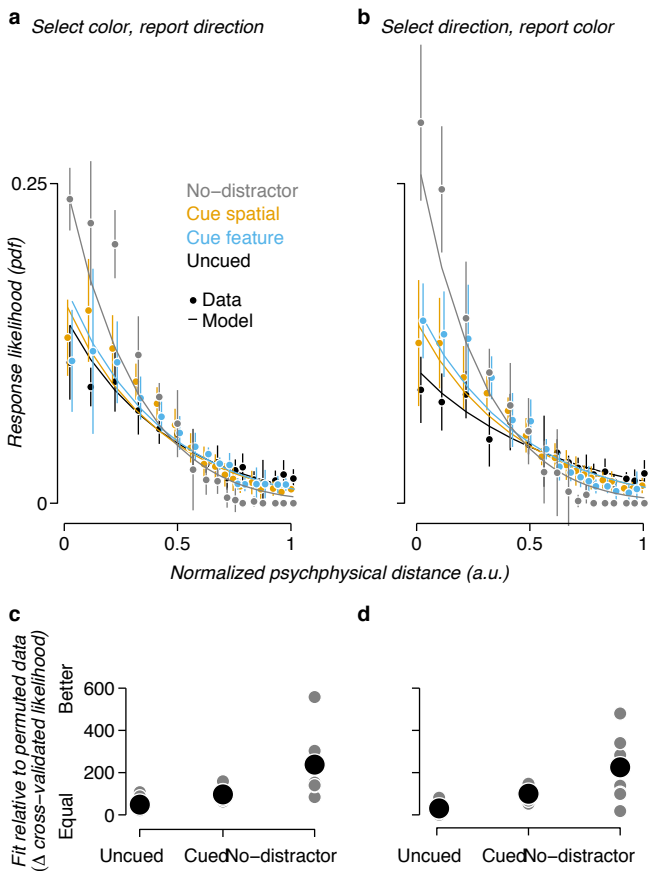 a
Select color, report direction
b
Select direction, report color
0.25
0
Response likelihood (pdf)
No−distractor
Cue spatial
Cue feature
Uncued
Data
Model
0
0.5
1
0
0.5
1
Normalized psychphysical distance (a.u.)
c
d
Fit relative to permuted data
(Δ cross−validated likelihood)
Equal
Better
600
400
200
0
Uncued
Cued
No−distractor
Uncued
Cued
No−distractor